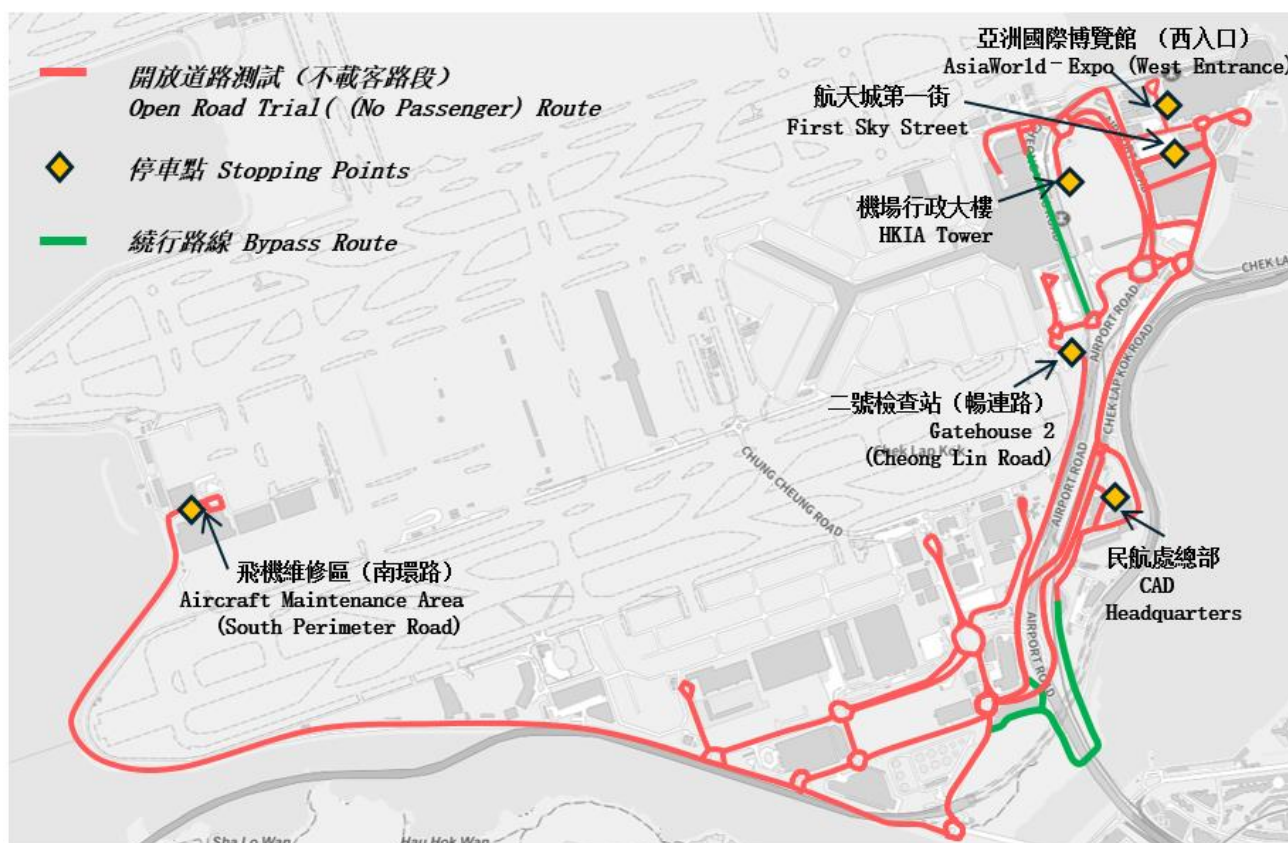 開放道路測試（不載客路段）
Open Road Trial( (No Passenger) Route
停車點 Stopping Points
繞行路線 Bypass Route
亞洲國際博覽館 （西入口）
AsiaWorld－Expo (West Entrance)
航天城第一街
First Sky Street
機場行政大樓
HKIA Tower
二號檢查站（暢連路）
Gatehouse 2
(Cheong Lin Road)
Chek Lap Kok
民航處總部
CAD
Headquarters
飛機維修區（南環路）
Aircraft Maintenance Area
(South Perimeter Road)
CHUNG CHEUNG ROAD
AIRPORT ROAD
CHEK LAP KOK ROAD
AIRPORT ROAD
AIRPORT ROAD
CHEK LA
Sha Lo Wan
Hau Hok Wan